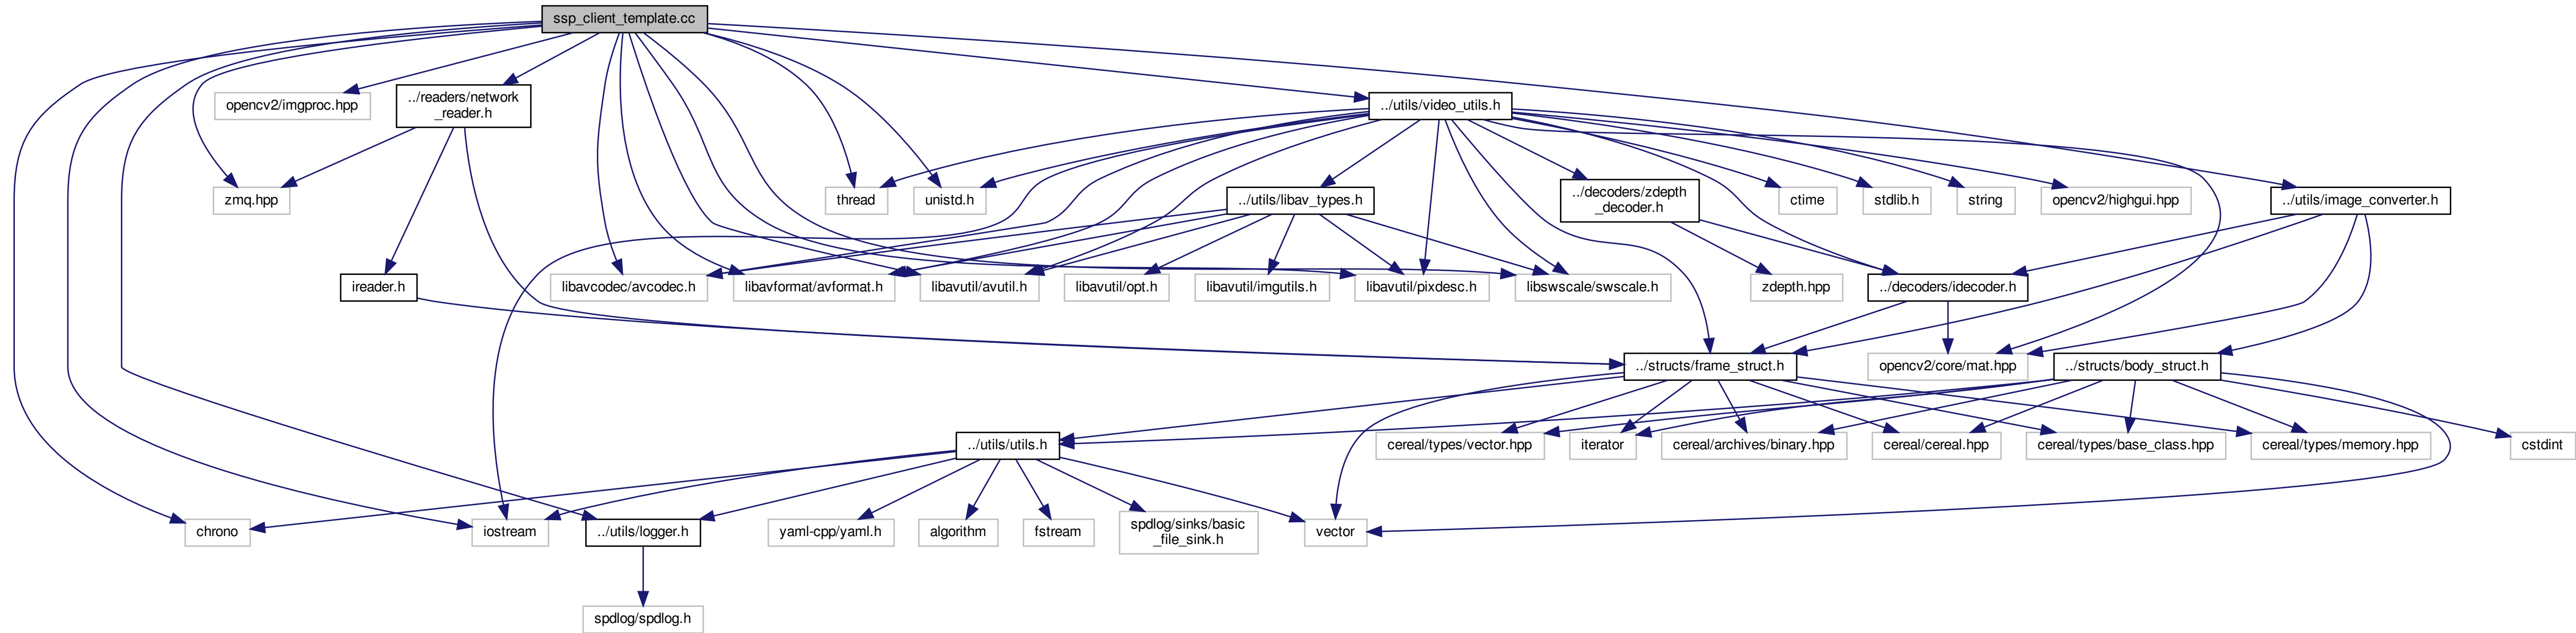 ssp_client_template.cc
opencv2/imgproc.hpp
../readers/network
_reader.h
../utils/video_utils.h
zmq.hpp
thread
unistd.h
../utils/libav_types.h
../decoders/zdepth
_decoder.h
ctime
stdlib.h
string
opencv2/highgui.hpp
../utils/image_converter.h
ireader.h
libavcodec/avcodec.h
libavformat/avformat.h
libavutil/avutil.h
libavutil/opt.h
libavutil/imgutils.h
libavutil/pixdesc.h
libswscale/swscale.h
zdepth.hpp
../decoders/idecoder.h
../structs/frame_struct.h
opencv2/core/mat.hpp
../structs/body_struct.h
../utils/utils.h
cereal/types/vector.hpp
iterator
cereal/archives/binary.hpp
cereal/cereal.hpp
cereal/types/base_class.hpp
cereal/types/memory.hpp
cstdint
chrono
iostream
../utils/logger.h
yaml-cpp/yaml.h
algorithm
fstream
spdlog/sinks/basic
_file_sink.h
vector
spdlog/spdlog.h